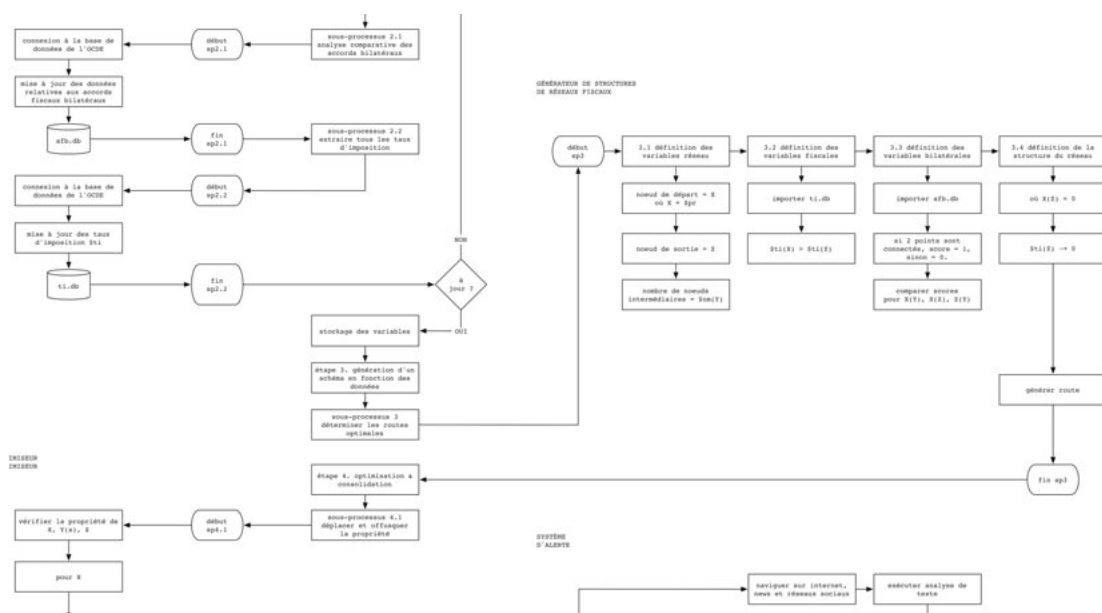 connexion à la base de
données de l'OCDE
début
sp2.1
sous-processus 2.1
analyse comparative des
accords bilatéraux
mise à jour des données
relatives aux accords
fiscaux bilatéraux
afb.db
fin
sp2.1
sous-processus 2.2
extraire tous les taux
d'imposition
connexion à la base de
données de l'OCDE
début
sp2.2
mise à jour des taux
d'imposition $ti
ti.db
fin
sp2.2
NON
à
jour ?
OUI
stockage des variables
étape 3. génération d'un
schéma en fonction des
données
sous-processus 3
déterminer les routes
optimales
GÉNÉRATEUR DE STRUCTURES
DE RÉSEAUX FISCAUX
début
sp3
3.1 définition des
variables réseau
3.2 définition des
variables fiscales
3.3 définition des
variables bilatérales
3.4 définition de la
structure du réseau
noeud de départ = X
où X = $pr
importer ti.db
importer afb.db
noeud de sortie = Z
si 2 points sont
connectés, score = 1,
sinon = 0.
nombre de noeuds
intermédiaires = $nm(Y)
comparer scores
pour X(Y), X(Z), Z(Y)
générer route
fin sp3
IMISEUR
IMISEUR
étape 4. optimisation &
consolidation
sous-processus 4.1
déplacer et offusquer
la propriété
début
sp4.1
vérifier la propriété de
X, Y(n), Z
pour X
SYSTÈME
D'ALERTE
naviguer sur internet,
news et réseaux sociaux
exécuter analyse de
texte